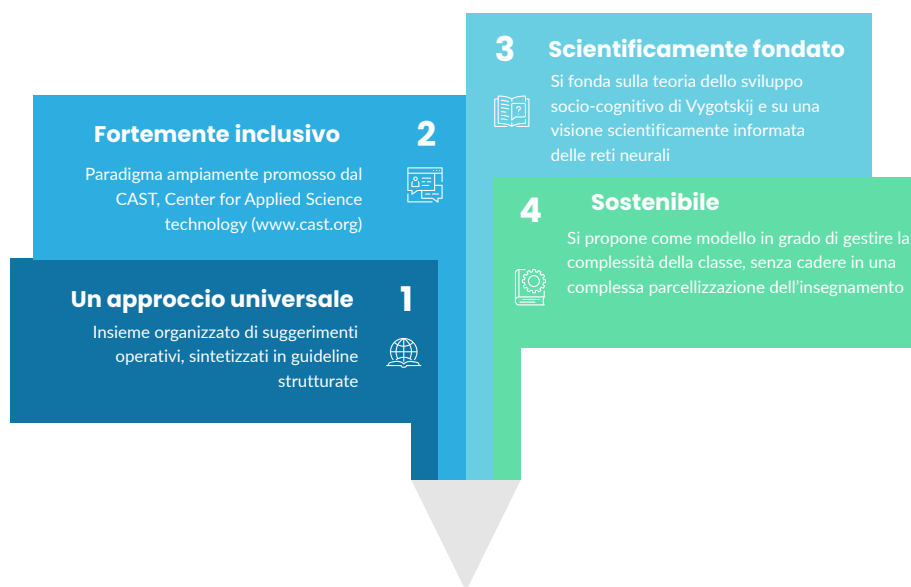 1
Un approccio universale
Insieme organizzato di suggerimenti
operativi, sintetizzati in guideline
strutturate
2
Fortemente inclusivo
Paradigma ampiamente promosso dal
CAST, Center for Applied Science
technology (www.cast.org)
3
Scientificamente fondato
Si fonda sulla teoria dello sviluppo
socio-cognitivo di Vygotskij e su una
visione scientificamente informata
delle reti neurali
4
Sostenibile
Si propone come modello in grado di gestire la
complessità della classe, senza cadere in una
complessa parcellizzazione dell'insegnamento